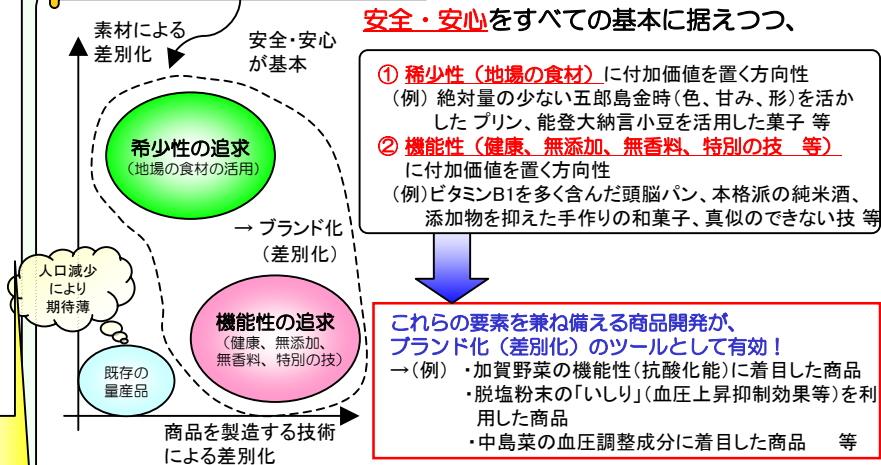 安全・安心をすべての基本に据えつつ、
素材による
差別化
安全・安心
が基本
希少性の追求
（地場の食材の活用）
→ ブランド化
（差別化）
人口減少
により
期待薄
機能性の追求
（健康、無添加、
無香料、特別の技）
既存の
量産品
商品を製造する技術
による差別化
① 稀少性（地場の食材）に付加価値を置く方向性
（例） 絶対量の少ない五郎島金時（色、甘み、形）を活か
した プリン、能登大納言小豆を活用した菓子 等
② 機能性（健康、無添加、無香料、特別の技 等）
に付加価値を置く方向性
（例）ビタミンB1を多く含んだ頭脳パン、本格派の純米酒、
添加物を抑えた手作りの和菓子、真似のできない技 等
これらの要素を兼ね備える商品開発が、
ブランド化（差別化）のツールとして有効！
→（例） ・加賀野菜の機能性（抗酸化能）に着目した商品
・脱塩粉末の「いしり」（血圧上昇抑制効果等）を利
用した商品
・中島菜の血圧調整成分に着目した商品 等